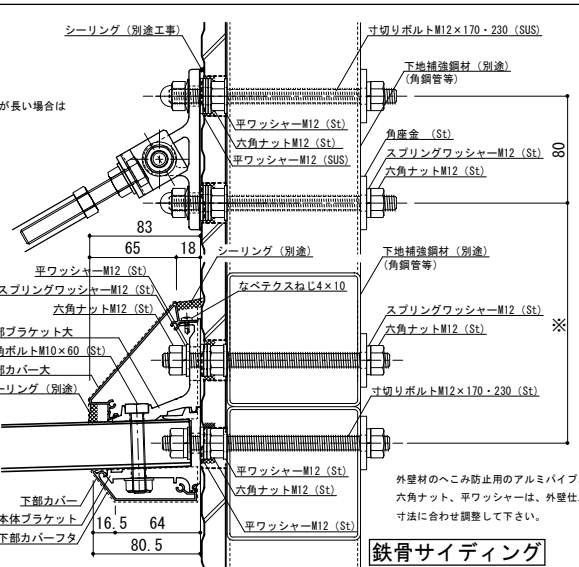 シーリング（別途工事）
寸切りボルトM12×170・230（SUS）
下地補強鋼材（別途）
（角鋼管等）
が長い場合は
平ワッシャーM12（St）
六角ナットM12（St）
平ワッシャーM12（SUS）
角座金（St）
スプリングワッシャーM12（St）
六角ナットM12（St）
80
83
65
18
シーリング（別途）
下地補強鋼材（別途）
（角鋼管等）
平ワッシャーM12（St）
スプリングワッシャーM12（St）
六角ナットM12（St）
なべテクスねじ4×10
スプリングワッシャーM12（St）
六角ナットM12（St）
※
部ブラケット大
角ボルトM10×60（St）
部カバー大
ーリング（別途）
寸切りボルトM12×170・230（St）
平ワッシャーM12（St）
六角ナットM12（St）
平ワッシャーM12（St）
下部カバー
本体ブラケット
下部カバーフタ
16.5
64
80.5
外壁材のへこみ防止用のアルミパイプ
六角ナット、平ワッシャーは、外壁仕
寸法に合わせ調整して下さい。
鉄骨サイディング